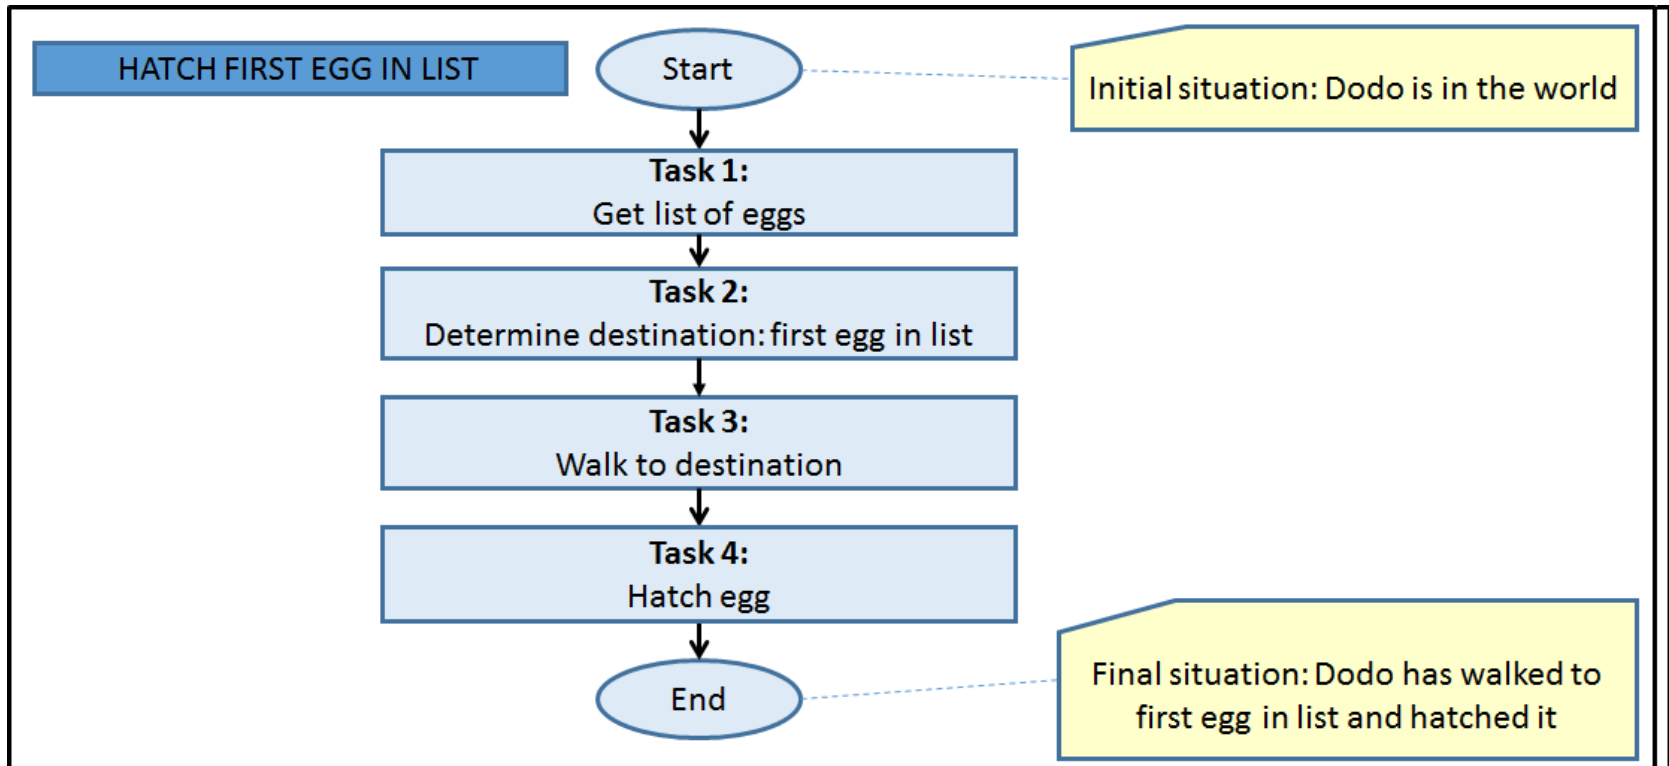 HATCH FIRST EGG IN LIST
Start
Initial situation: Dodo is in the world
Task 1:
Get list of eggs
Task 2:
Determine destination: first egg in list
Task 3:
Walk to destination
Task 4:
Hatch egg
End
Final situation: Dodo has walked to
first egg in list and hatched it